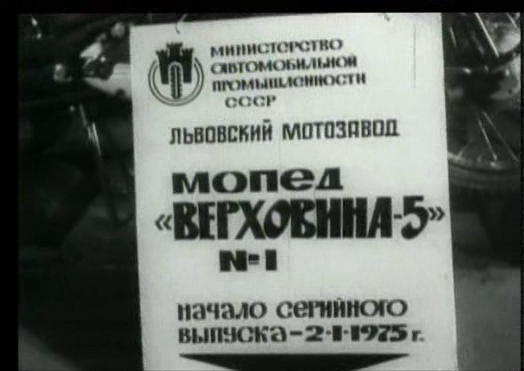 МИНИСТЕРСТВО
АВТОМОБИЛЬНОЙ
ПРОМЫШЛЕННОСТИ
СССР
ЛЬВОВСКИЙ МОТОЗАВОД
МОПЕД
«ВЕРХОВИНА-5»
№1
НАЧАЛО СЕРИЙНОГО
ВЫПУСКА-2·I·1975 г.